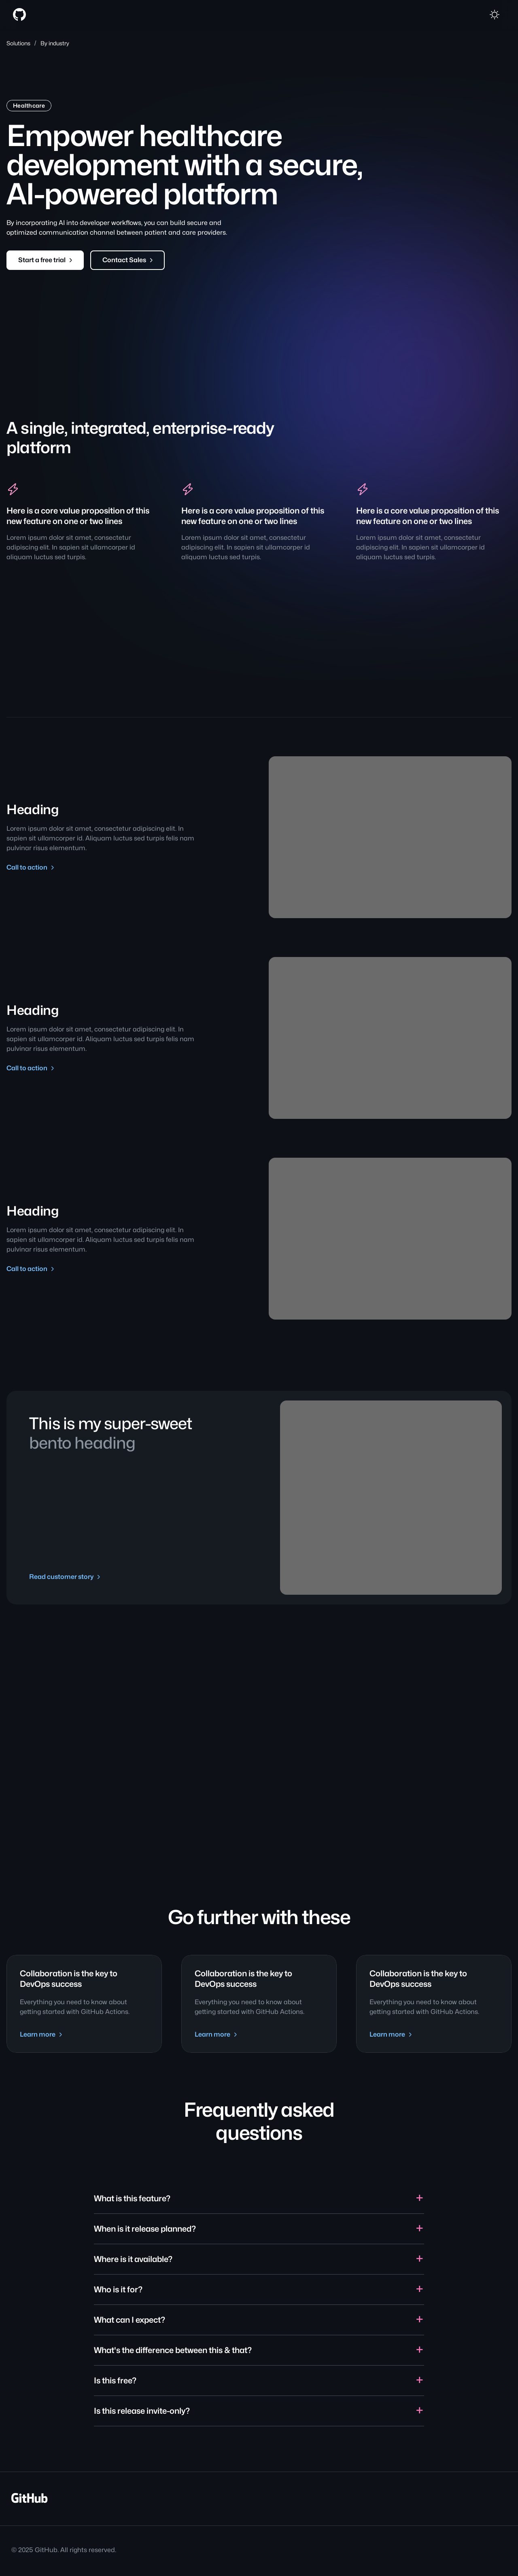 Solutions / By industry
Healthcare
Empower healthcare
development with a secure,
AI-powered platform
By incorporating AI into developer workflows, you can build secure and
optimized communication channel between patient and care providers.
Start a free trial
Contact Sales
A single, integrated, enterprise-ready
platform
Here is a core value proposition of this
new feature on one or two lines
Lorem ipsum dolor sit amet, consectetur
adipiscing elit. In sapien sit ullamcorper id
aliquam luctus sed turpis.
Here is a core value proposition of this
new feature on one or two lines
Lorem ipsum dolor sit amet, consectetur
adipiscing elit. In sapien sit ullamcorper id
aliquam luctus sed turpis.
Here is a core value proposition of this
new feature on one or two lines
Lorem ipsum dolor sit amet, consectetur
adipiscing elit. In sapien sit ullamcorper id
aliquam luctus sed turpis.
Heading
Lorem ipsum dolor sit amet, consectetur adipiscing elit. In
sapien sit ullamcorper id. Aliquam luctus sed turpis felis nam
pulvinar risus elementum.
Call to action
Heading
Lorem ipsum dolor sit amet, consectetur adipiscing elit. In
sapien sit ullamcorper id. Aliquam luctus sed turpis felis nam
pulvinar risus elementum.
Call to action
Heading
Lorem ipsum dolor sit amet, consectetur adipiscing elit. In
sapien sit ullamcorper id. Aliquam luctus sed turpis felis nam
pulvinar risus elementum.
Call to action
This is my super-sweet
bento heading
Read customer story
Go further with these
Collaboration is the key to
DevOps success
Everything you need to know about
getting started with GitHub Actions.
Learn more
Collaboration is the key to
DevOps success
Everything you need to know about
getting started with GitHub Actions.
Learn more
Collaboration is the key to
DevOps success
Everything you need to know about
getting started with GitHub Actions.
Learn more
Frequently asked
questions
What is this feature?
When is it release planned?
Where is it available?
Who is it for?
What can I expect?
What's the difference between this & that?
Is this free?
Is this release invite-only?
GitHub
© 2025 GitHub. All rights reserved.